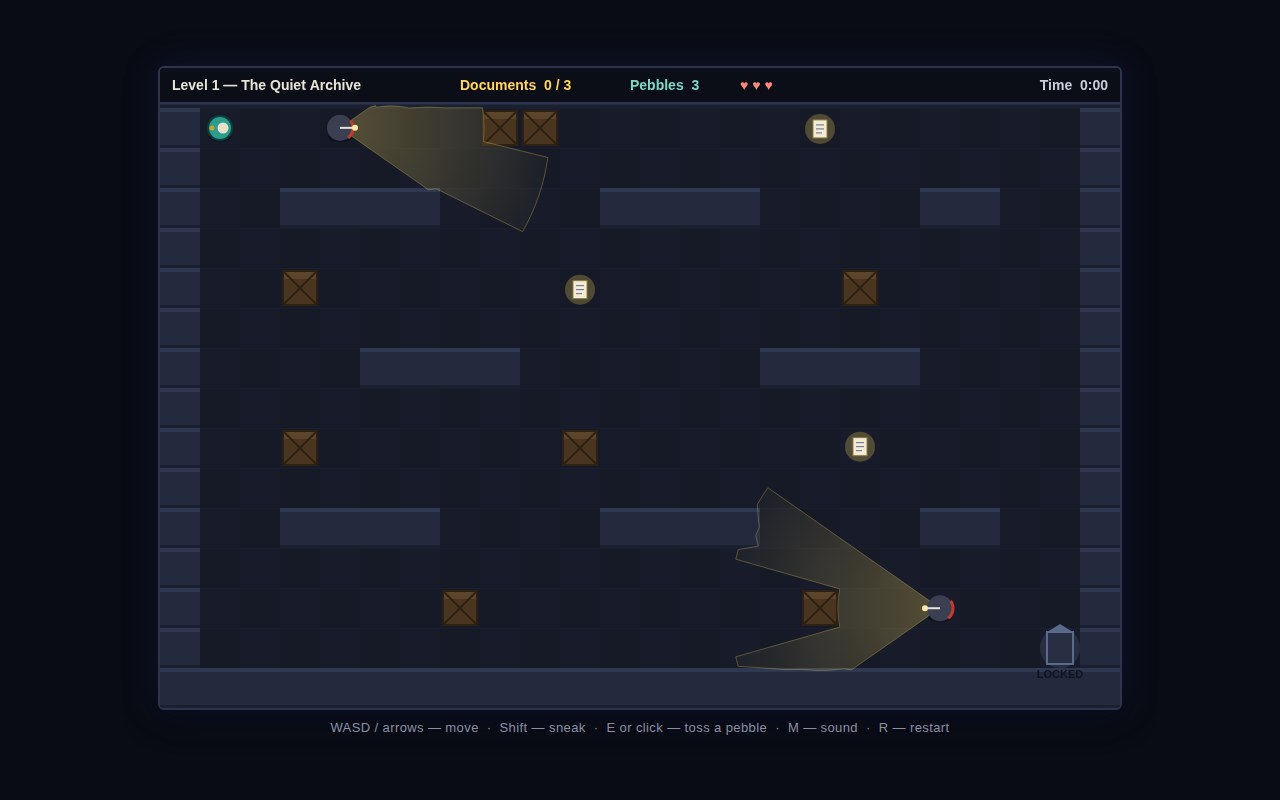 Level 1 — The Quiet Archive Documents 0 / 3 Pebbles 3 ♥ ♥ ♥ Time 0:00
LOCKED
WASD / arrows — move · Shift — sneak · E or click — toss a pebble · M — sound · R — restart